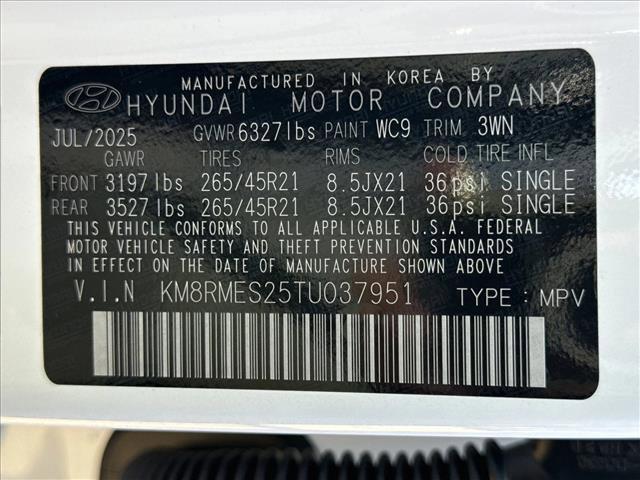 MANUFACTURED IN KOREA BY
HYUNDAI MOTOR COMPANY
JUL/2025 GVWR 6327lbs PAINT WC9 TRIM 3WN
GAWR TIRES RIMS COLD TIRE INFL
FRONT 3197lbs 265/45R21 8.5JX21 36psi SINGLE
REAR 3527lbs 265/45R21 8.5JX21 36psi SINGLE
THIS VEHICLE CONFORMS TO ALL APPLICABLE U.S.A. FEDERAL
MOTOR VEHICLE SAFETY AND THEFT PREVENTION STANDARDS
IN EFFECT ON THE DATE OF MANUFACTURE SHOWN ABOVE
V.I.N KM8RMES25TU037951 TYPE : MPV